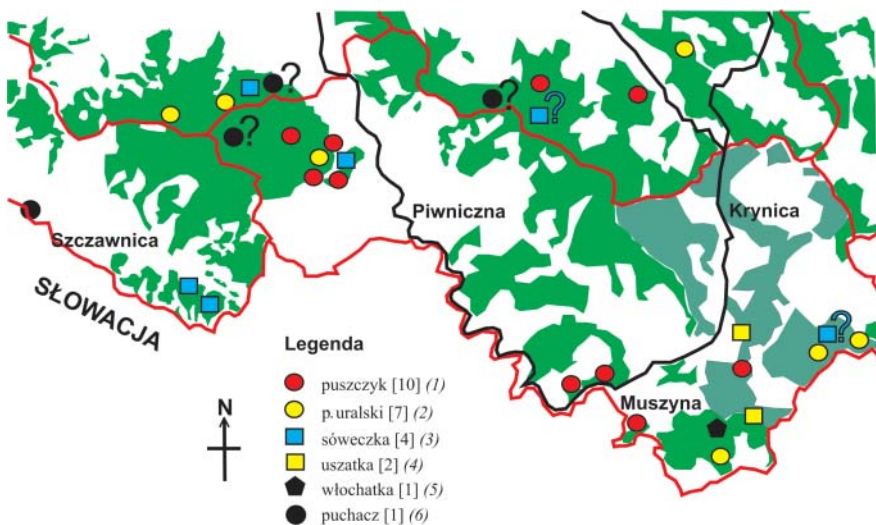 ?
?
?
?
Szczawnica
Piwniczna
Krynica
SŁOWACJA
?
Muszyna
N
Legenda
puszczyk [10] (1)
p. uralski [7] (2)
sóweczka [4] (3)
uszatka [2] (4)
włochatka [1] (5)
puchacz [1] (6)